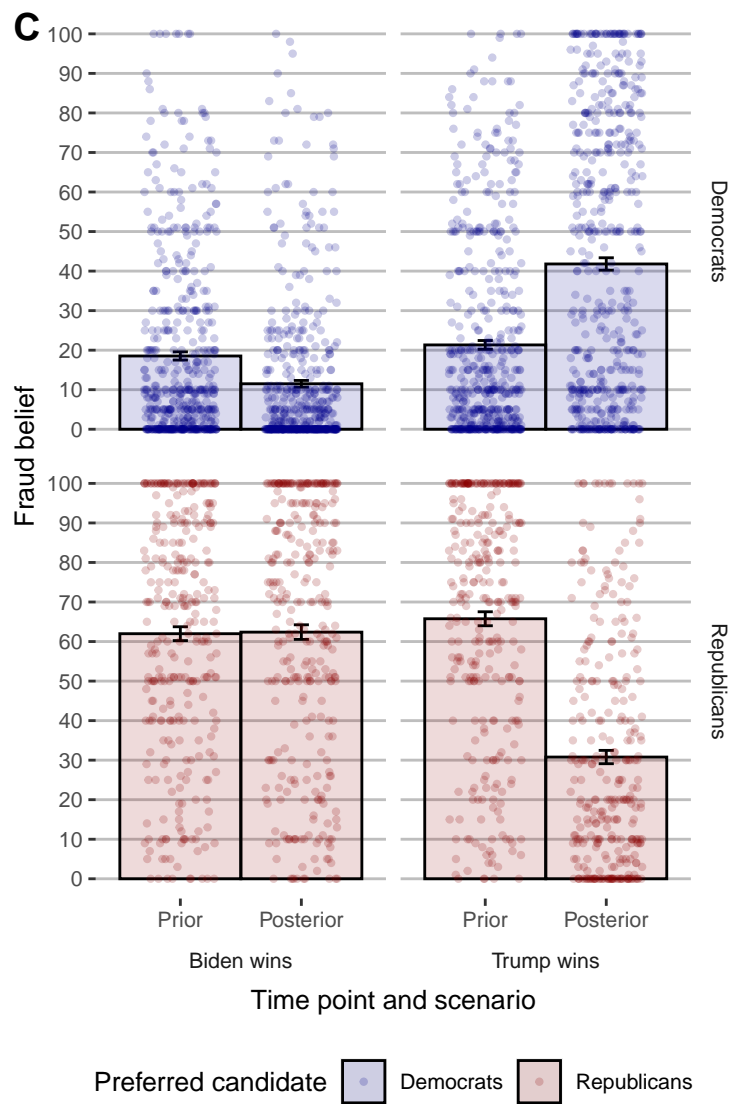 C
Fraud belief
100
90
80
70
60
50
40
30
20
10
0
Democrats
100
90
80
70
60
50
40
30
20
10
0
Republicans
Prior Posterior Prior Posterior
Biden wins Trump wins
Time point and scenario
Preferred candidate Democrats Republicans